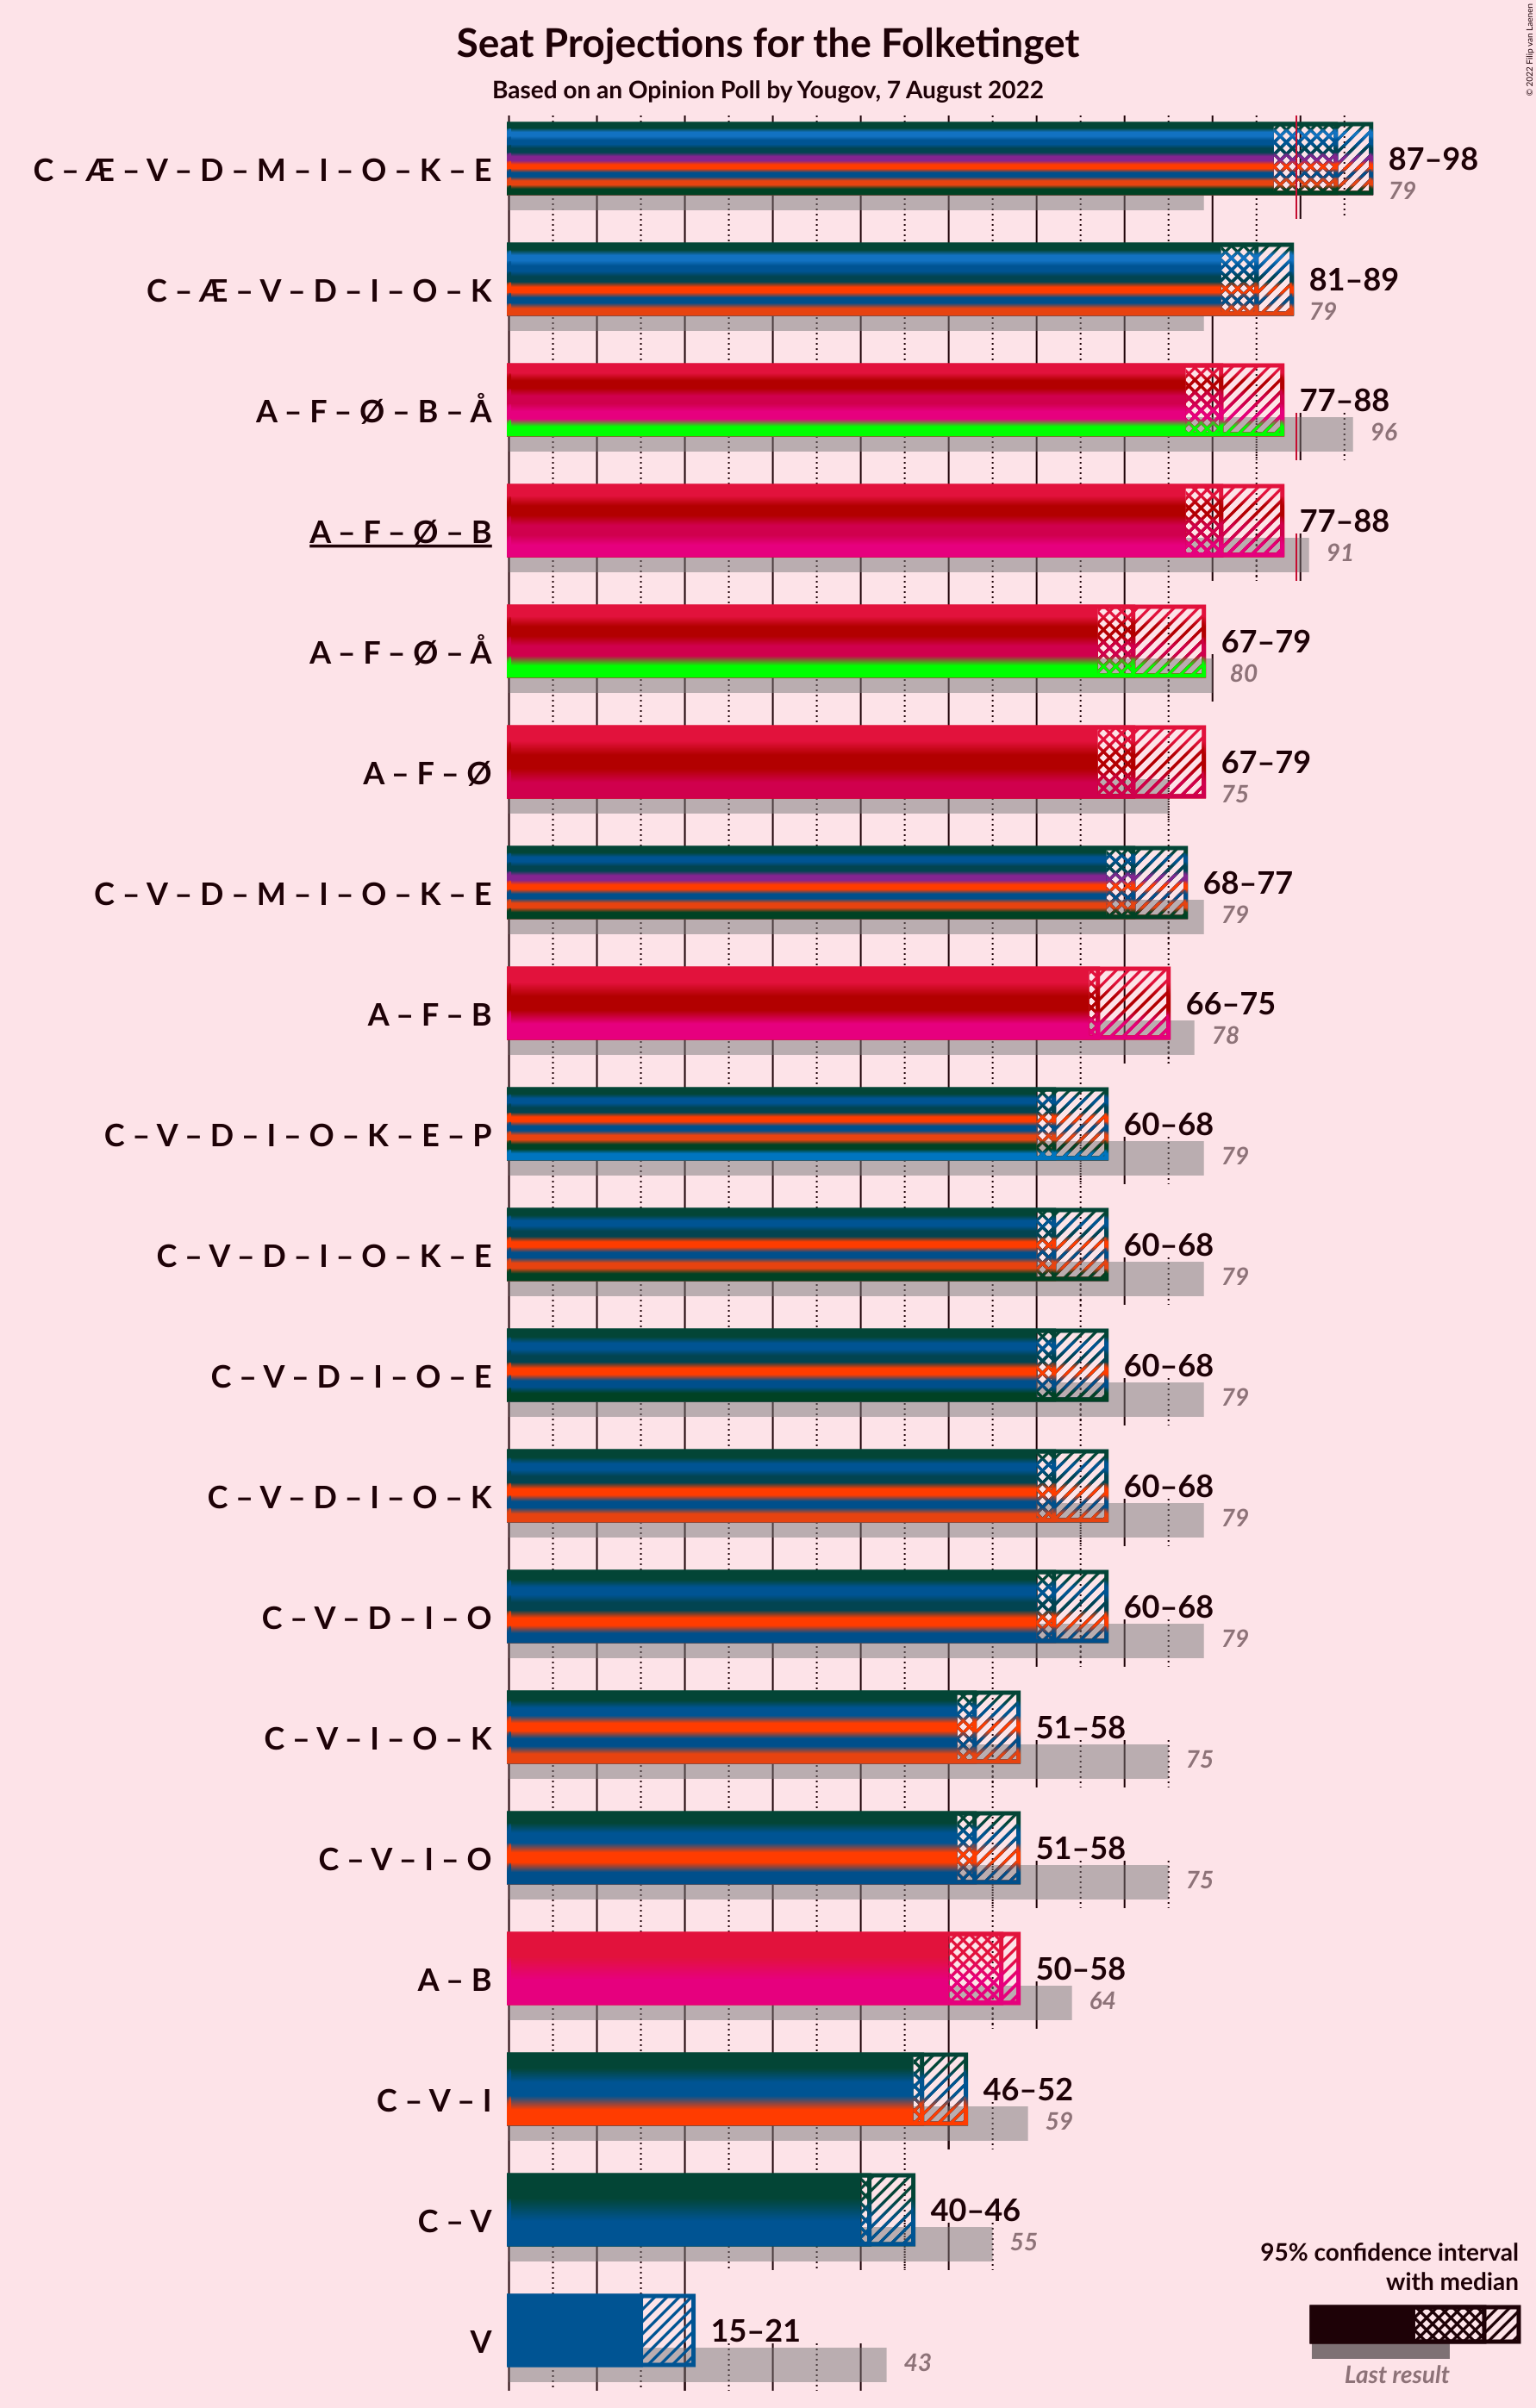 Seat Projections for the Folketinget
Based on an Opinion Poll by Yougov, 7 August 2022
© 2022 Filip van Laenen
C – Æ – V – D – M – I – O – K – E
87–98
79
C – Æ – V – D – I – O – K
81–89
79
A – F – Ø – B – Å
77–88
96
A – F – Ø – B
77–88
91
A – F – Ø – Å
67–79
80
A – F – Ø
67–79
75
C – V – D – M – I – O – K – E
68–77
79
A – F – B
66–75
78
C – V – D – I – O – K – E – P
60–68
79
C – V – D – I – O – K – E
60–68
79
C – V – D – I – O – E
60–68
79
C – V – D – I – O – K
60–68
79
C – V – D – I – O
60–68
79
C – V – I – O – K
51–58
75
C – V – I – O
51–58
75
A – B
50–58
64
C – V – I
46–52
59
C – V
40–46
55
V
15–21
43
95% confidence interval
with median
Last result